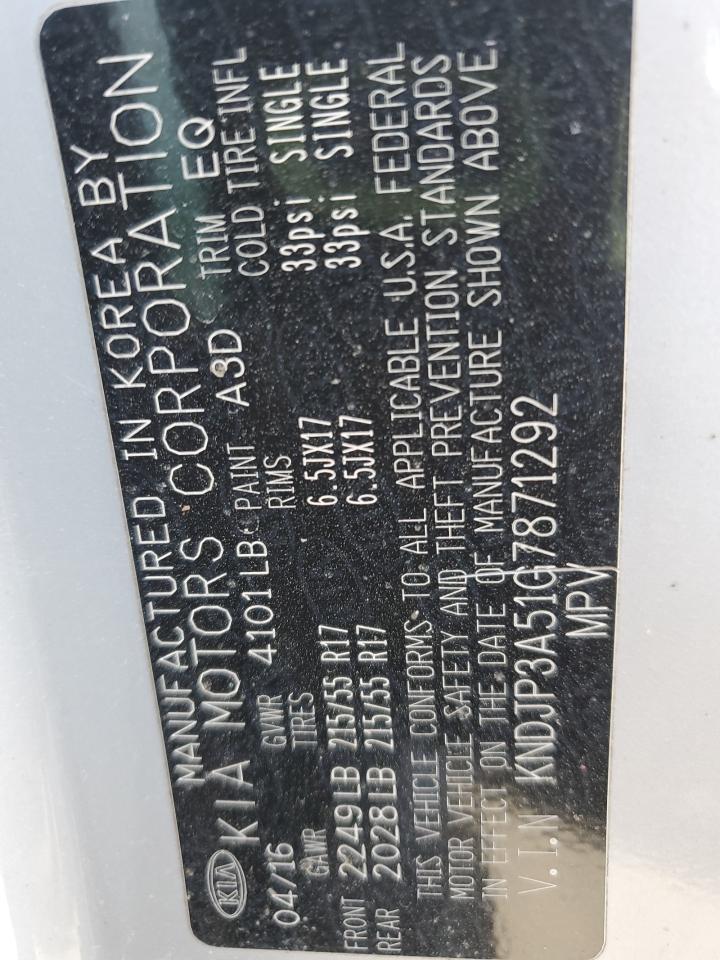 MANUFACTURED IN KOREA BY
KIA KIA MOTORS CORPORATION
04/16 GVWR 4101LB PAINT A3D TRIM EQ
GAWR TIRES RIMS COLD TIRE INFL
FRONT 2249LB 215/55 R17 6.5JX17 33psi SINGLE
REAR 2028LB 215/55 R17 6.5JX17 33psi SINGLE
THIS VEHICLE CONFORMS TO ALL APPLICABLE U.S.A. FEDERAL
MOTOR VEHICLE SAFETY AND THEFT PREVENTION STANDARDS
IN EFFECT ON THE DATE OF MANUFACTURE SHOWN ABOVE.
V.I.N KNDJP3A51G7871292
MPV